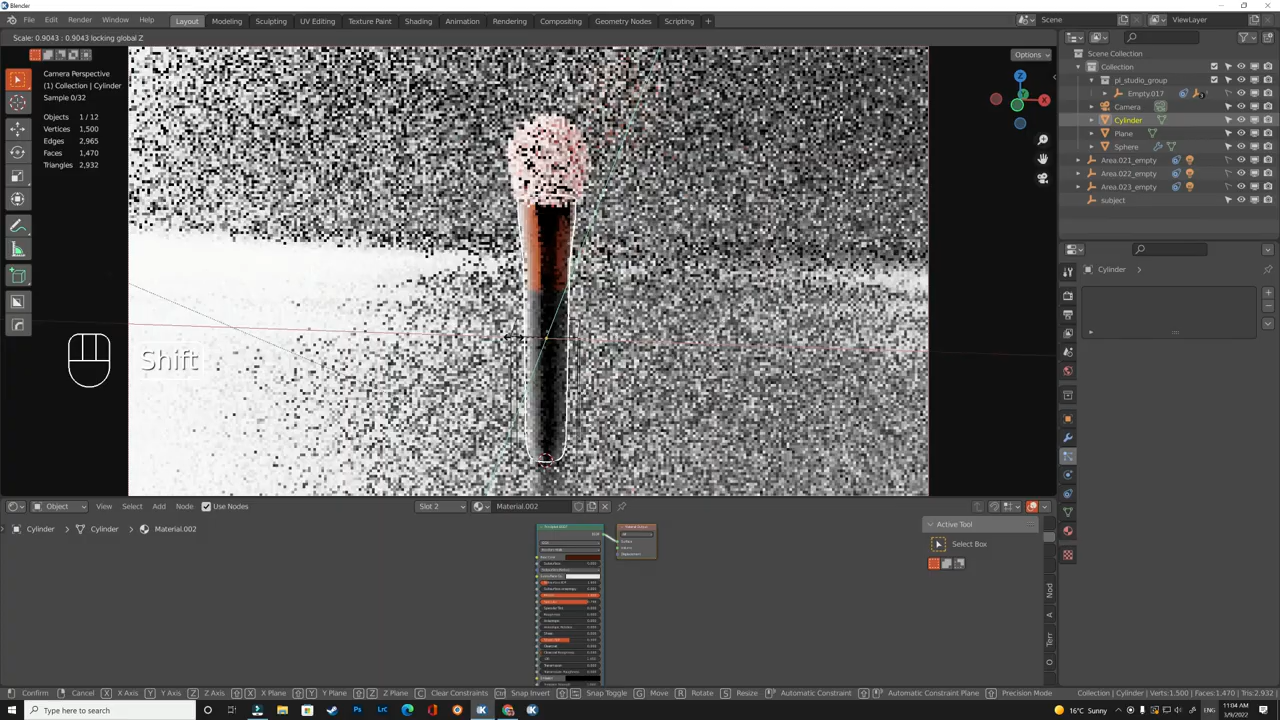 Blender
File Edit Render Window Help Layout Modeling Sculpting UV Editing Texture Paint Shading Animation Rendering Compositing Geometry Nodes Scripting + Scene ViewLayer
Scale: 0.9043 : 0.9043 locking global Z
Options
Camera Perspective
(1) Collection | Cylinder
Sample 0/32
Objects 1 / 12
Vertices 1,500
Edges 2,965
Faces 1,470
Triangles 2,932
Z
Y
X
Shift
Scene Collection
Collection
pl_studio_group
Empty.017
Camera
Cylinder
Plane
Sphere
Area.021_empty
Area.022_empty
Area.023_empty
subject
Cylinder
Object View Select Add Node Use Nodes Slot 2 Material.002
Cylinder Cylinder Material.002
Active Tool
Select Box
Nod
A
Terr
O
Confirm Cancel X X Axis Y Y Axis Z Z Axis X X Plane Y Y Plane Z Z Plane C Clear Constraints Snap Invert Snap Toggle G Move R Rotate S Resize Automatic Constraint Automatic Constraint Plane Precision Mode Collection | Cylinder | Verts:1,500 | Faces:1,470 | Tris:2,932
Type here to search
Ps
LrC
16°C Sunny
ENG
11:04 AM
3/9/2022